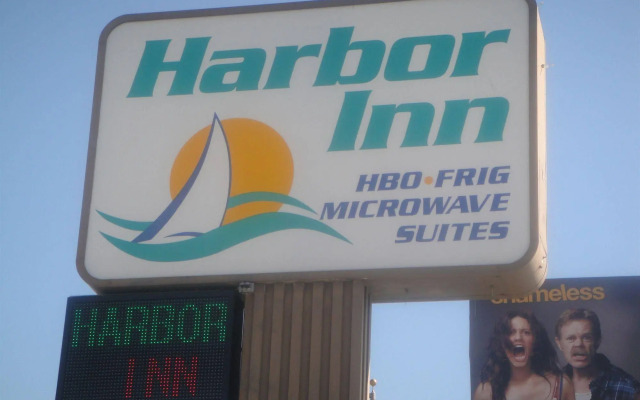 Harbor
Inn
HBO•FRIG
MICROWAVE
SUITES
HARBOR
INN
shameless